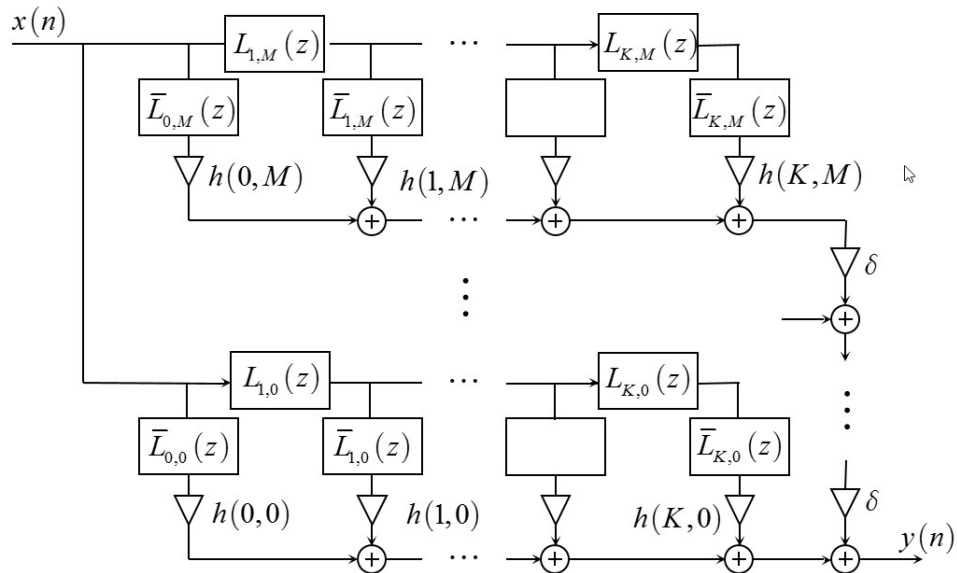 x(n)
L_{1,M}(z) ⋯ L_{K,M}(z)
L̅_{0,M}(z) L̅_{1,M}(z) L̅_{K,M}(z)
h(0,M) h(1,M) h(K,M)
⋯
δ
⋮
L_{1,0}(z) ⋯ L_{K,0}(z)
⋮
L̅_{0,0}(z) L̅_{1,0}(z) L̅_{K,0}(z)
h(0,0) h(1,0) h(K,0) δ
⋯ y(n)